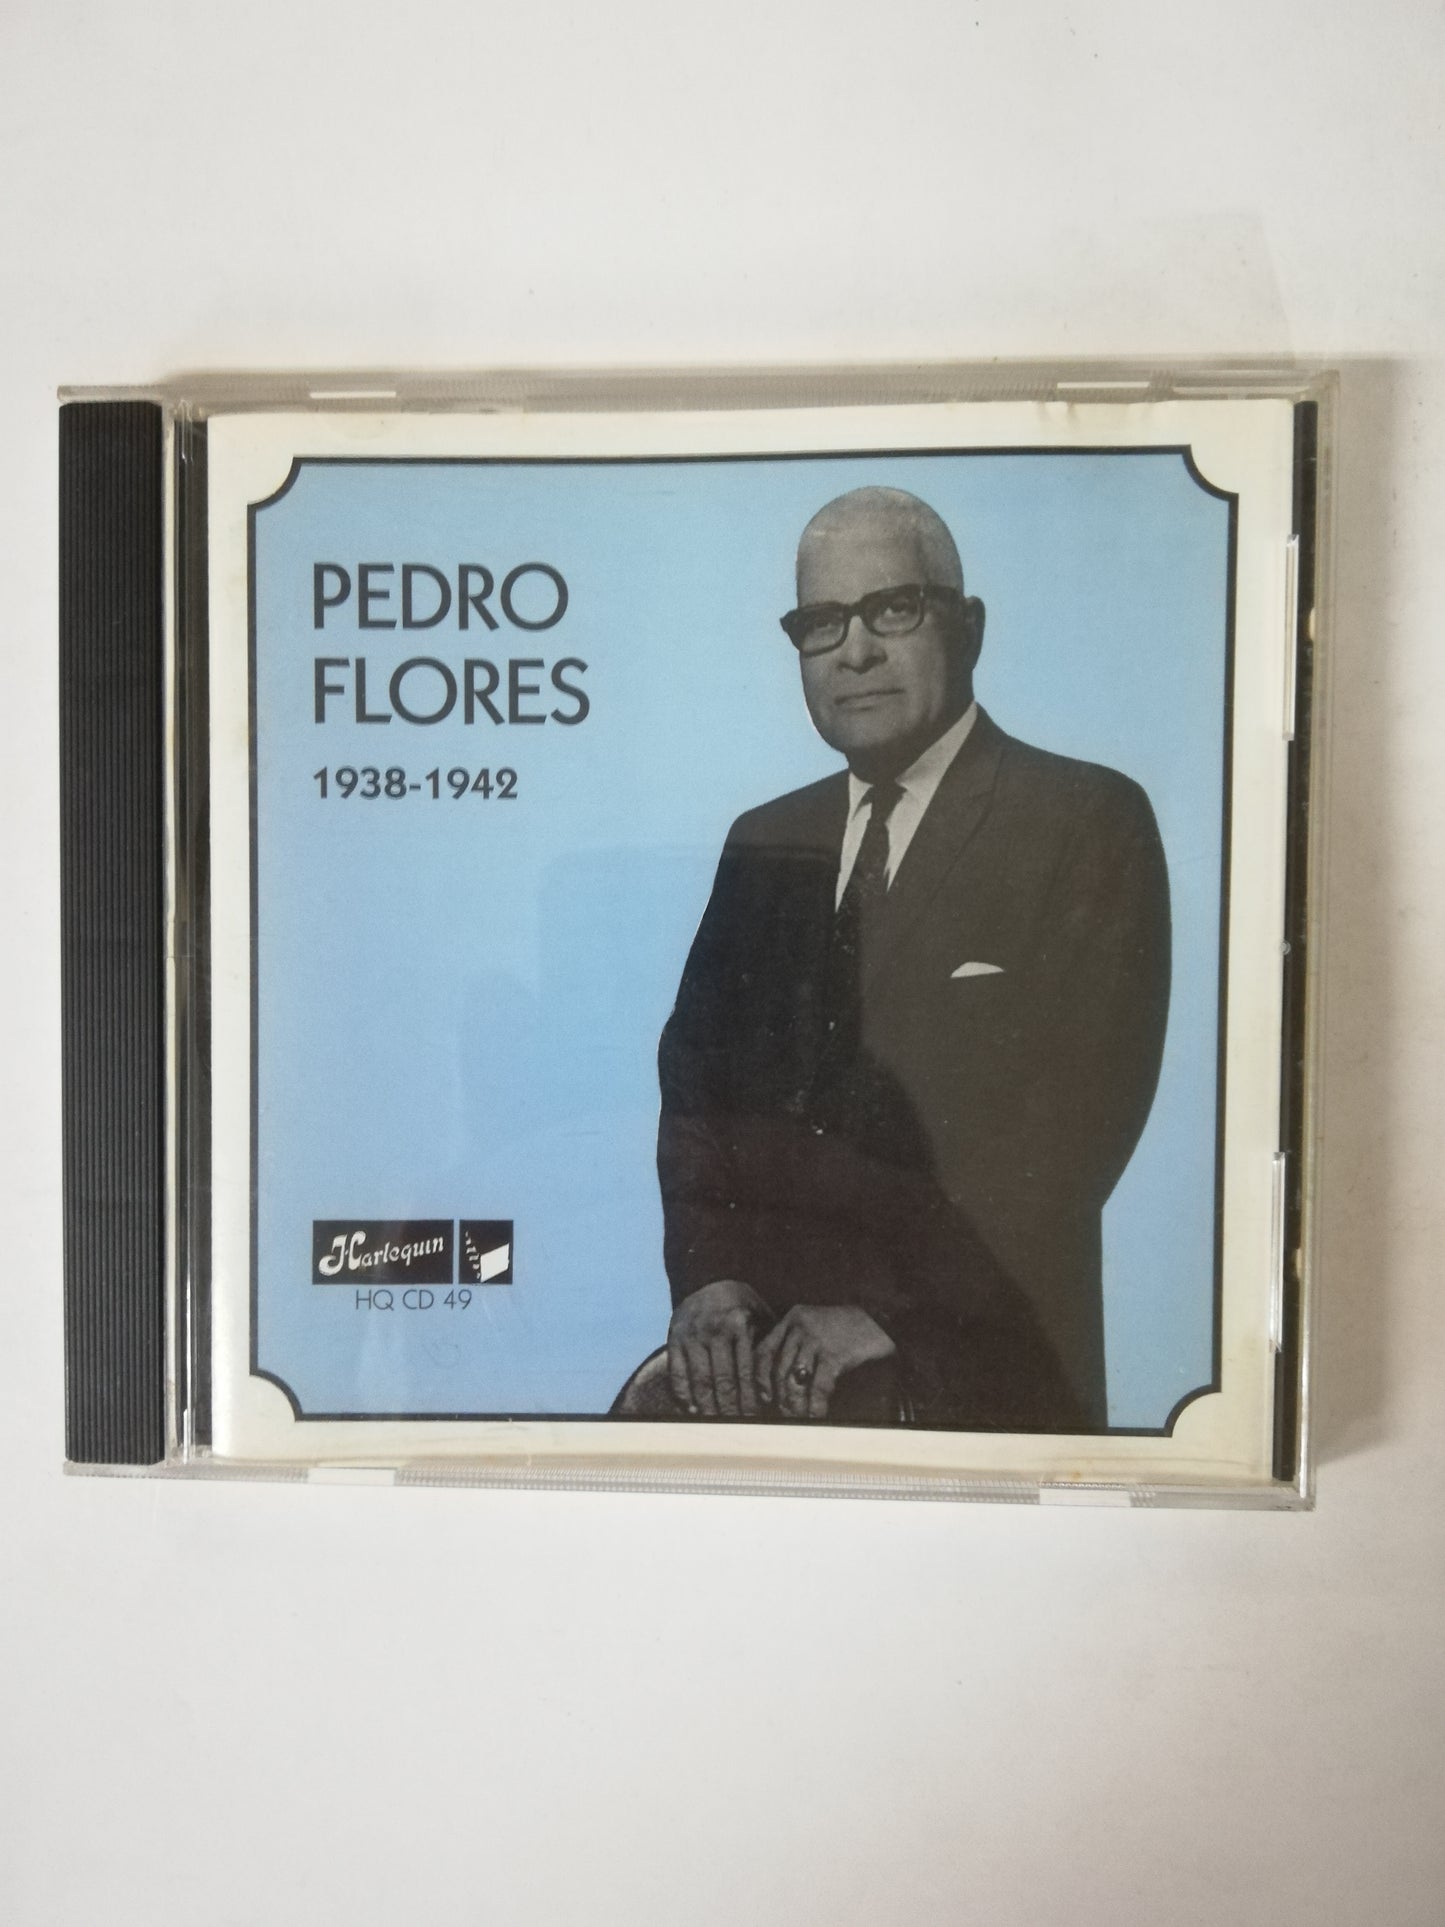 PEDRO
FLORES
1938-1942
Harlequin
HQ CD 49